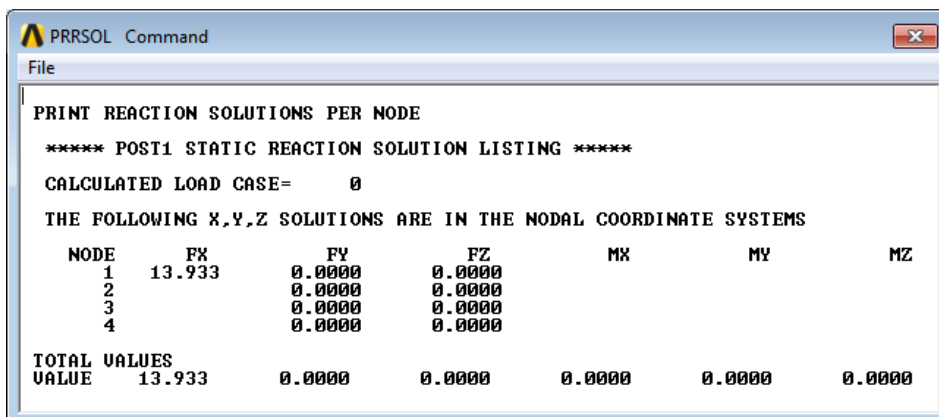 PRRSOL Command
File
PRINT REACTION SOLUTIONS PER NODE
***** POST1 STATIC REACTION SOLUTION LISTING *****
CALCULATED LOAD CASE= 0
THE FOLLOWING X,Y,Z SOLUTIONS ARE IN THE NODAL COORDINATE SYSTEMS
NODE FX FY FZ MX MY MZ
1 13.933 0.0000 0.0000
2 0.0000 0.0000
3 0.0000 0.0000
4 0.0000 0.0000
TOTAL VALUES
VALUE 13.933 0.0000 0.0000 0.0000 0.0000 0.0000